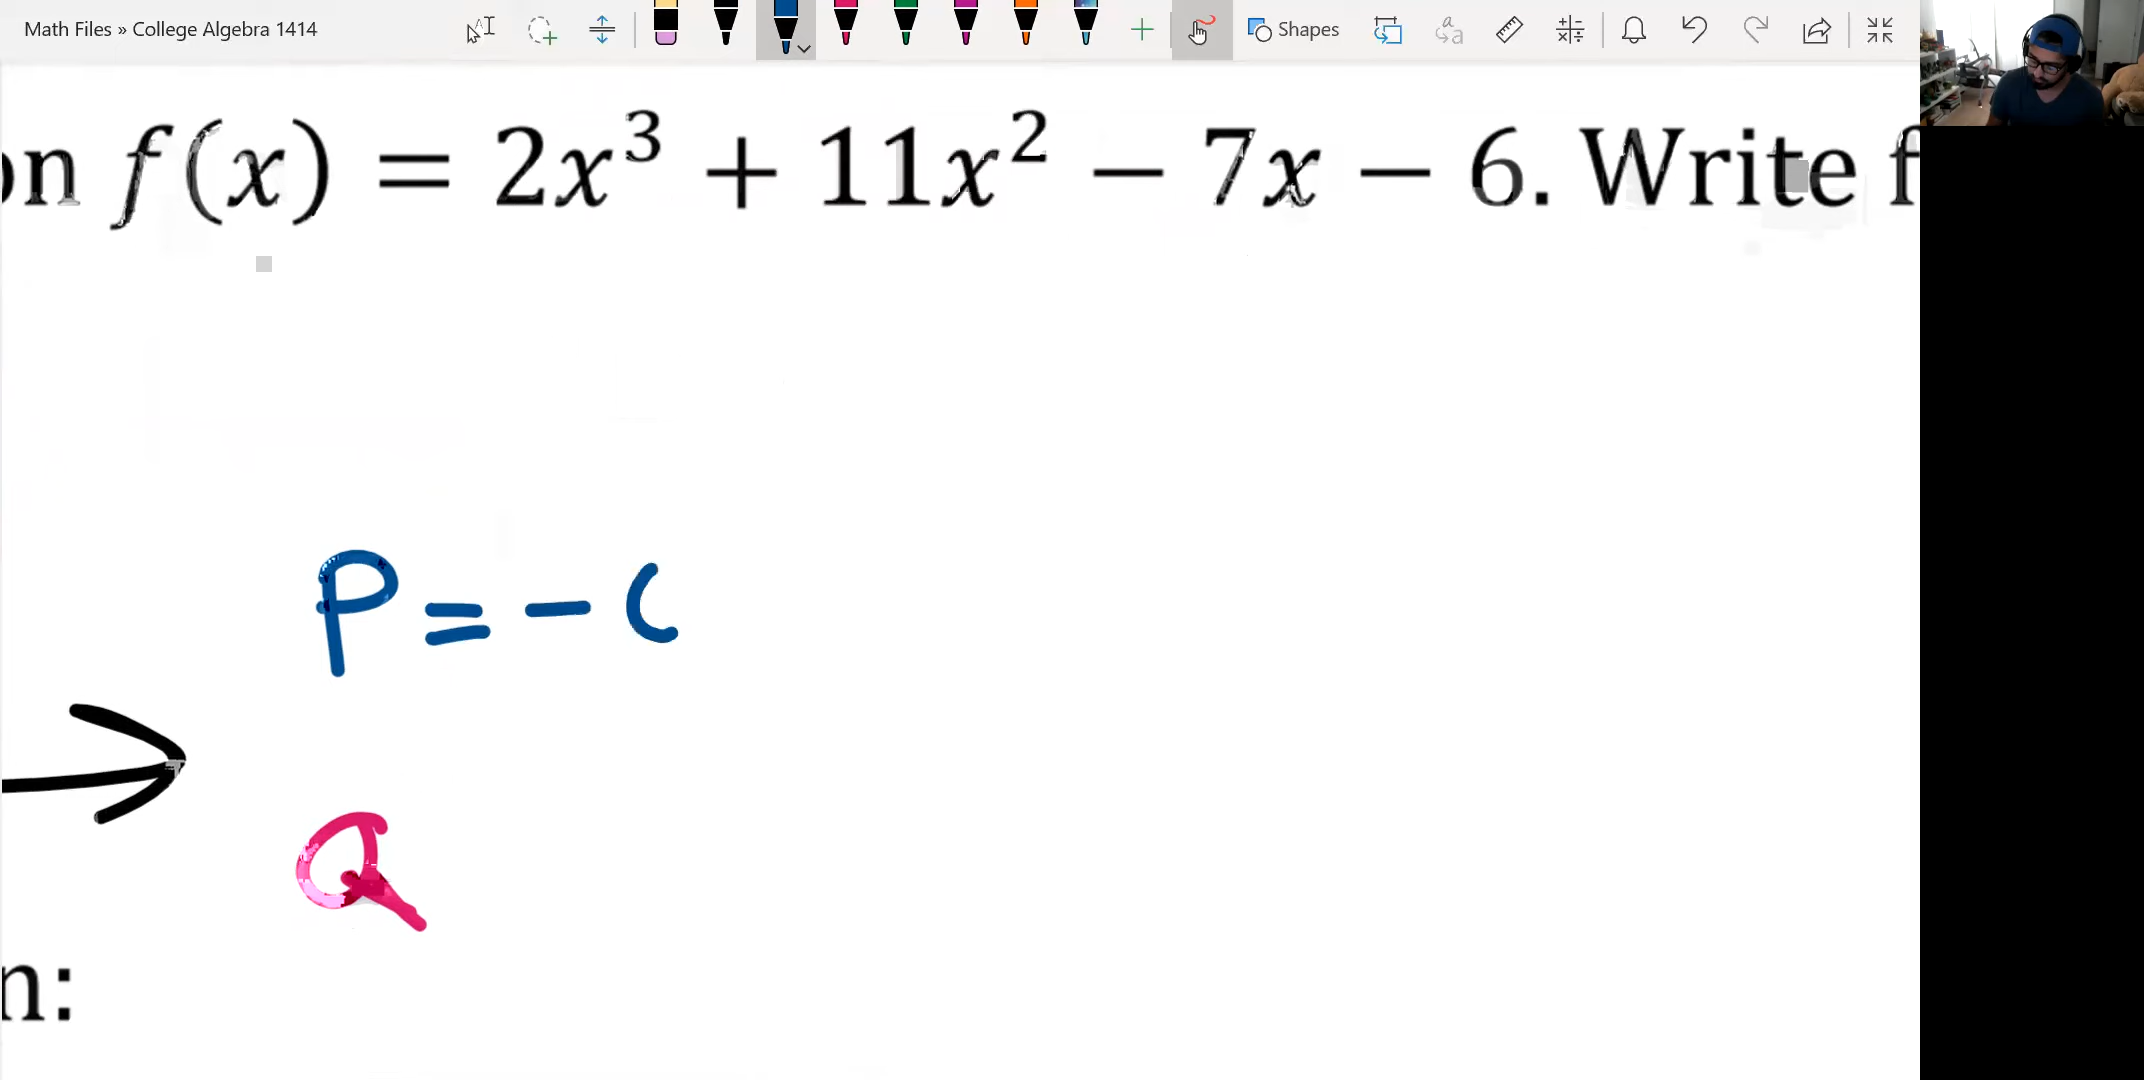 Math Files » College Algebra 1414
Shapes
on f(x) = 2x³ + 11x² − 7x − 6. Write f
P = - (
Q
n: